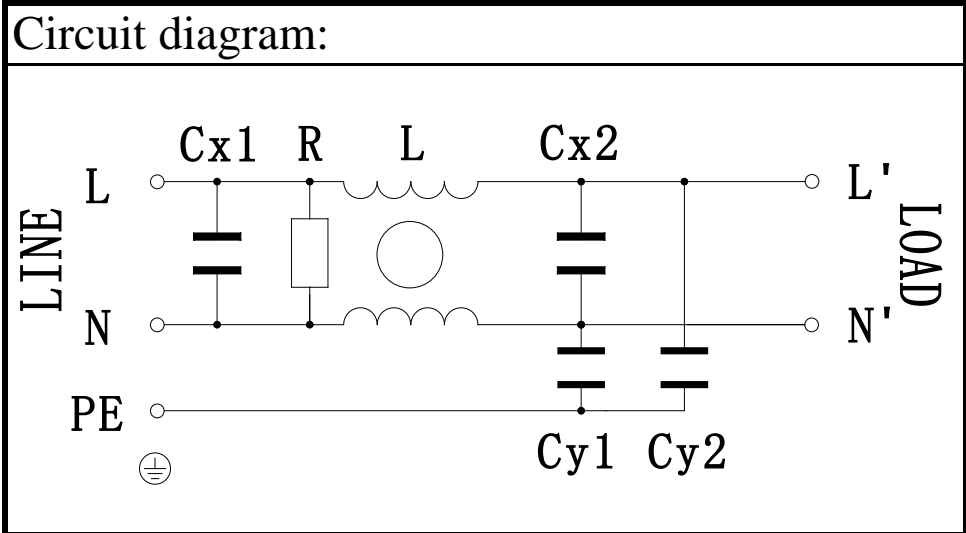 Circuit diagram:
Cx1 R L Cx2
L L'
LINE LOAD
N N'
PE
Cy1 Cy2